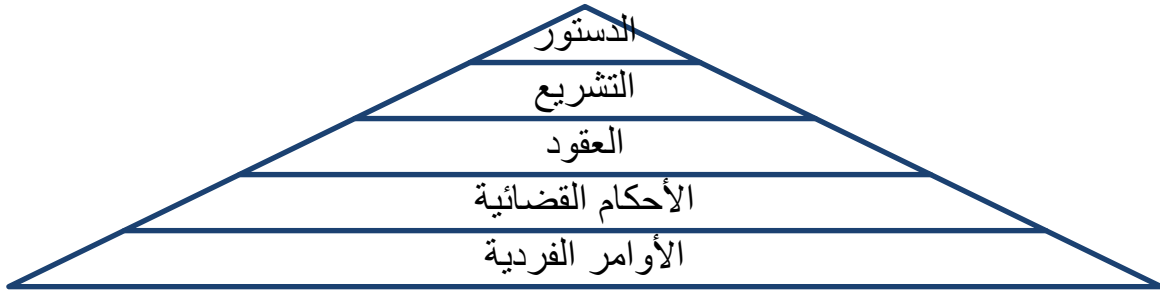 الدستور
التشريع
العقود
الأحكام القضائية
الأوامر الفردية